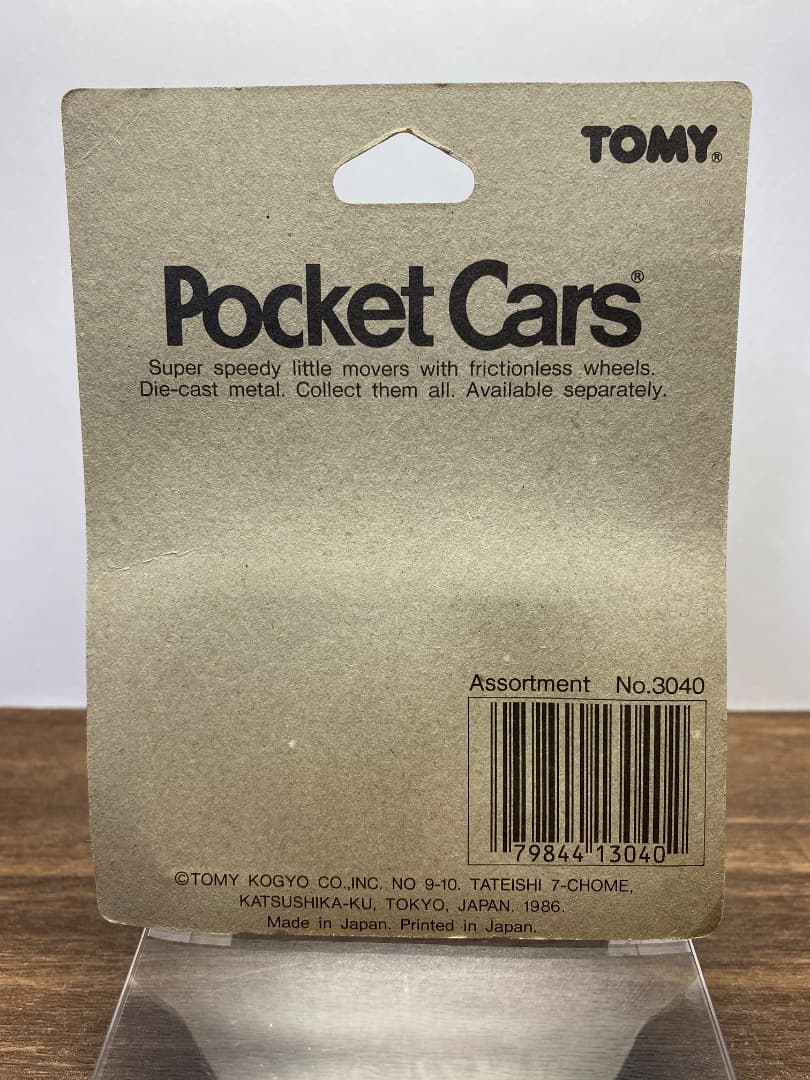 TOMY®
Pocket Cars®
Super speedy little movers with frictionless wheels.
Die-cast metal. Collect them all. Available separately.
Assortment No.3040
79844 13040
©TOMY KOGYO CO.,INC. NO 9-10. TATEISHI 7-CHOME,
KATSUSHIKA-KU, TOKYO, JAPAN. 1986.
Made in Japan. Printed in Japan.